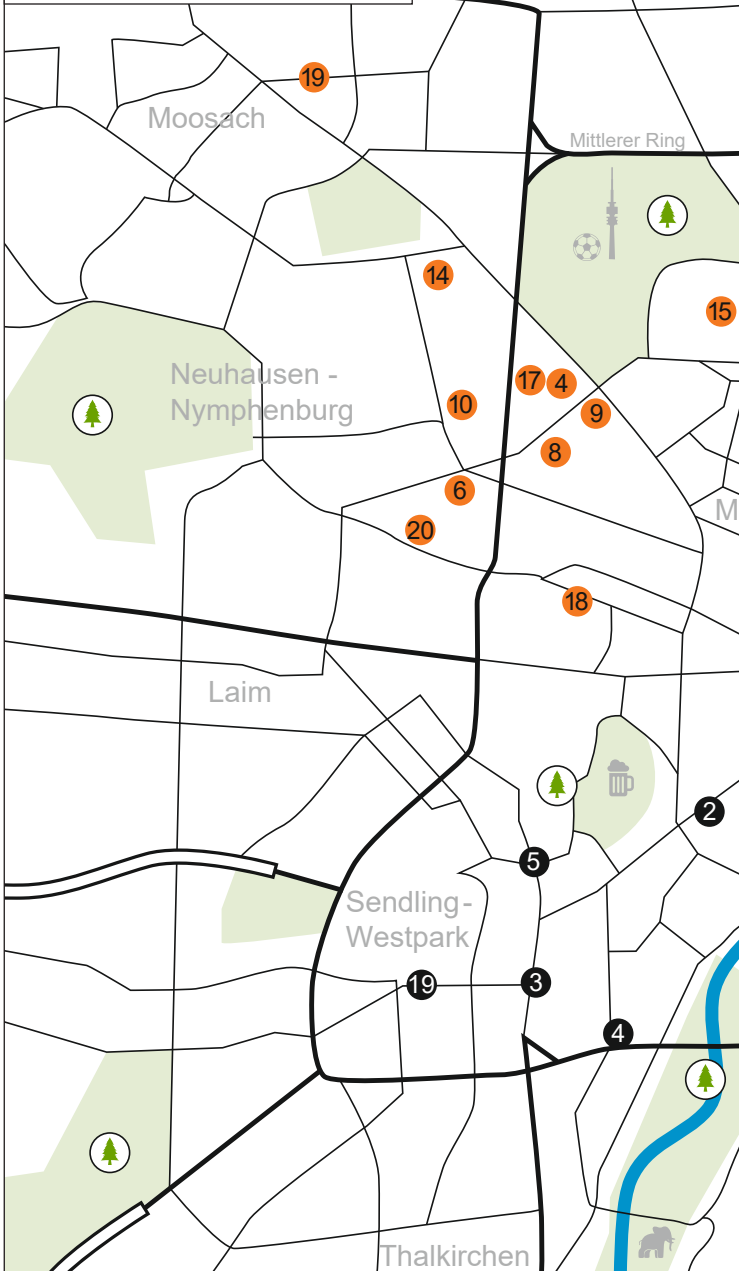 19
Moosach
Mittlerer Ring
14
15
Neuhausen -
Nymphenburg
17
4
10
9
8
6
20
M
18
Laim
2
5
Sendling-
Westpark
19
3
4
Thalkirchen